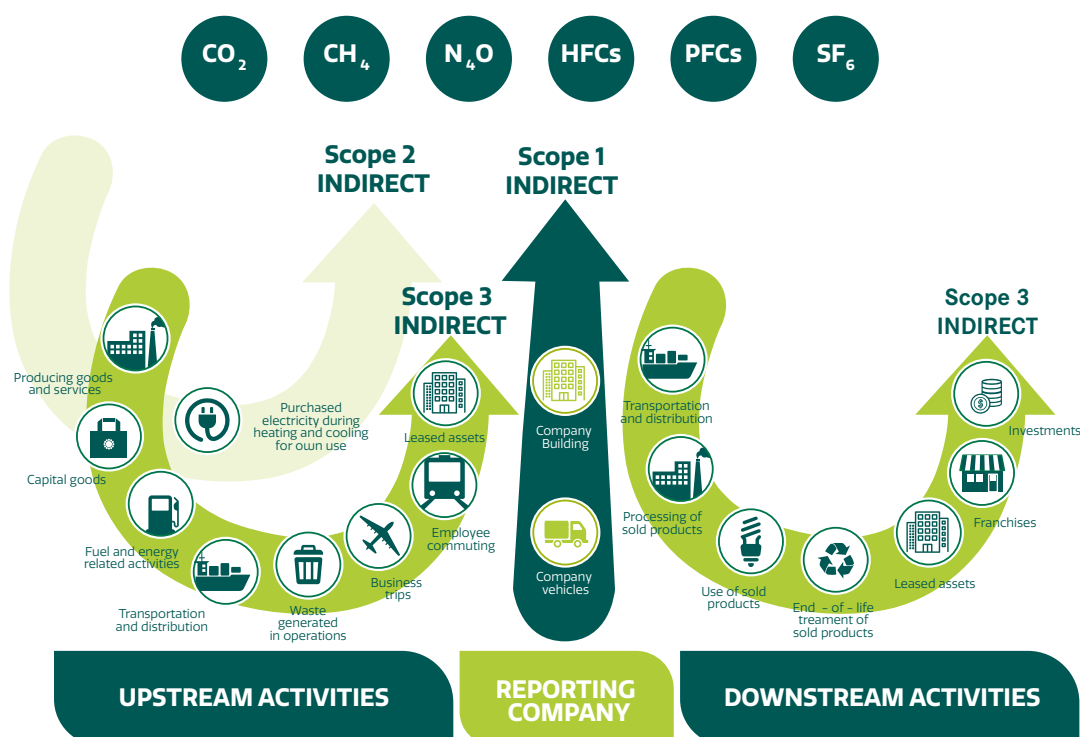 CO2
CH4
N4O
HFCs
PFCs
SF6
Scope 2
INDIRECT
Scope 1
INDIRECT
Scope 3
INDIRECT
Scope 3
INDIRECT
Producing goods
and services
Capital goods
Fuel and energy
related activities
Transportation
and distribution
Waste
generated
in operations
Business
trips
Employee
commuting
Leased assets
Purchased
electricity during
heating and cooling
for oun use
Company
Building
Company
vehicles
Transportation
and distribution
Processing of
sold products
Use of sold
products
End - of - life
treament of
sold products
Leased assets
Franchises
Investments
UPSTREAM ACTIVITIES
REPORTING
COMPANY
DOWNSTREAM ACTIVITIES